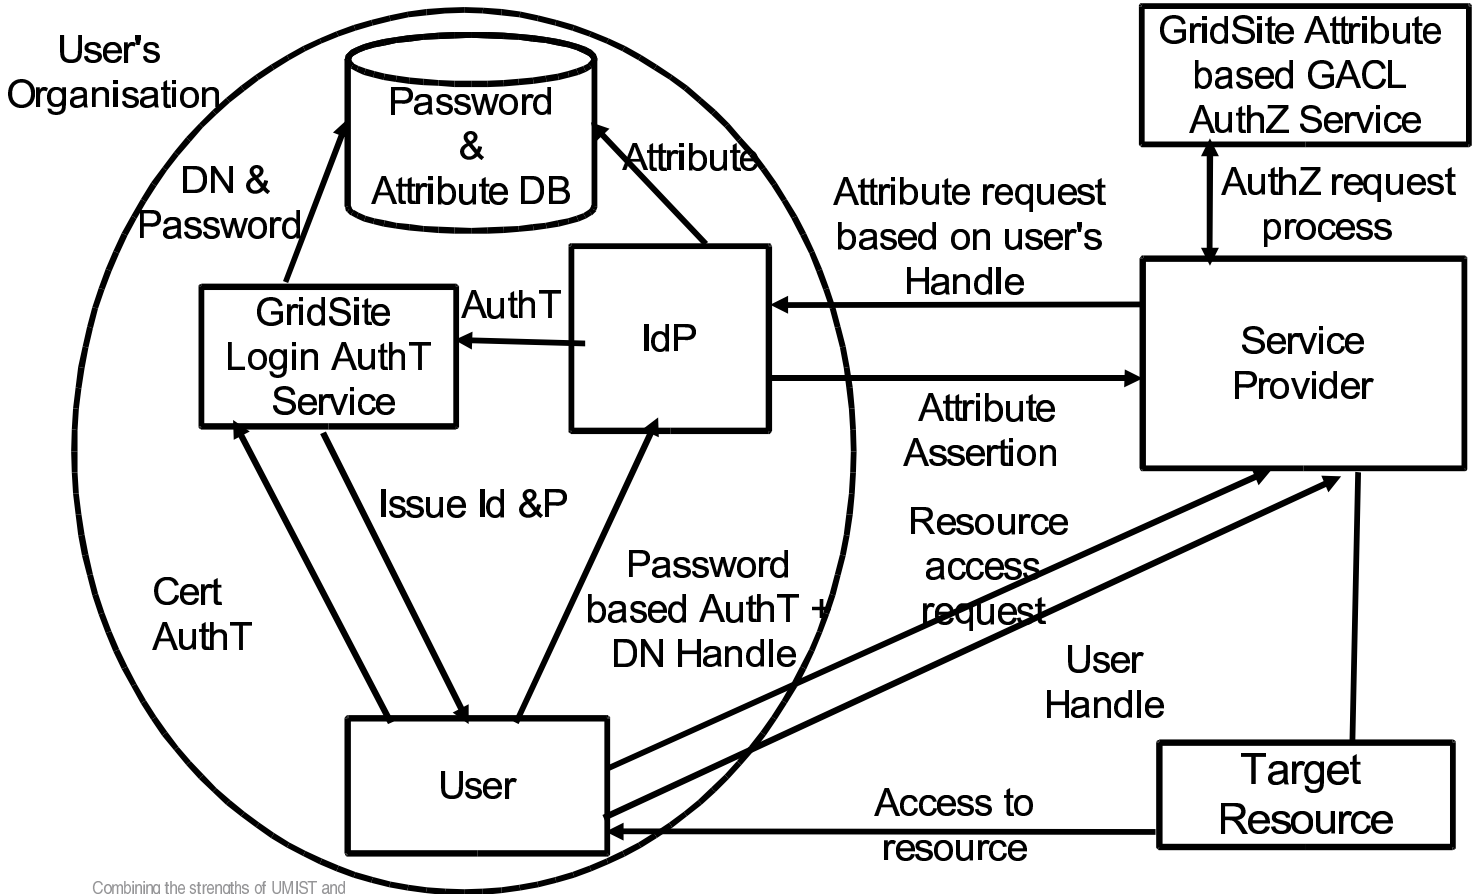 User's
Organisation
Password
&
Attribute DB
GridSite Attribute
based GACL
AuthZ Service
DN &
Password
Attribute
Attribute request
based on user's
Handle
AuthZ request
process
GridSite
Login AuthT
Service
AuthT
IdP
Service
Provider
Attribute
Assertion
Issue Id &P
Resource
access
request
Password
based AuthT +
DN Handle
Cert
AuthT
User
Handle
User
Access to
resource
Target
Resource
Combining the strengths of UMIST and